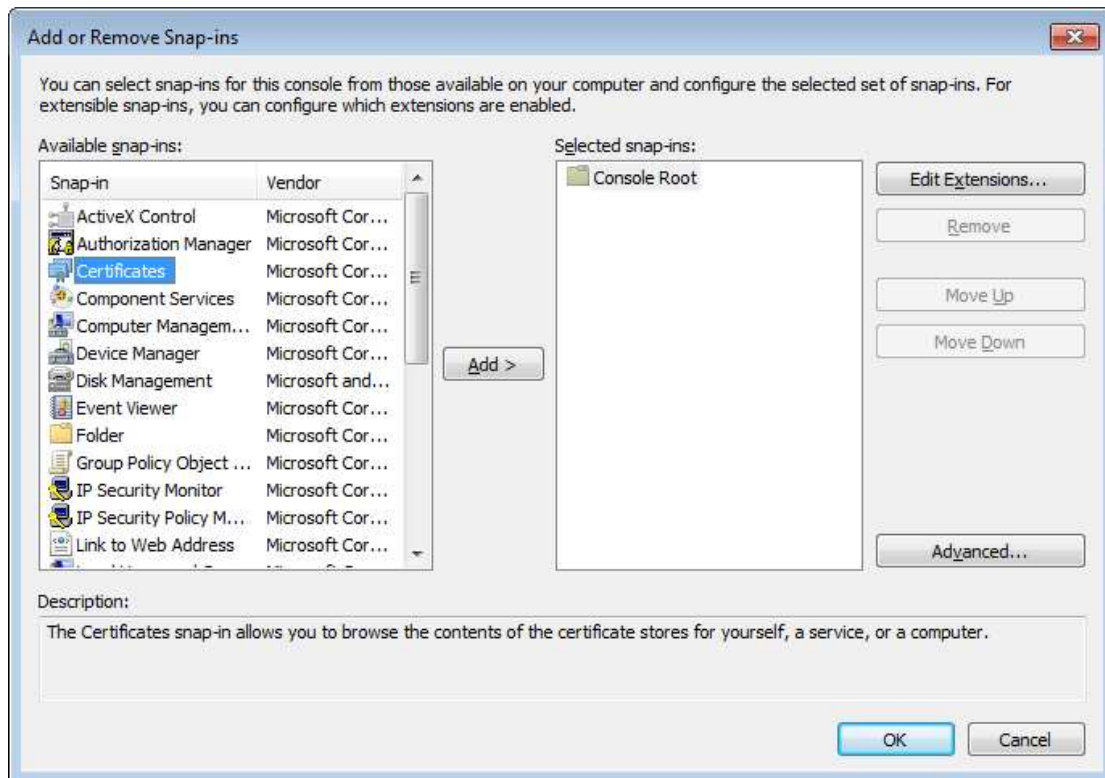 Add or Remove Snap-ins
You can select snap-ins for this console from those available on your computer and configure the selected set of snap-ins. For
extensible snap-ins, you can configure which extensions are enabled.
Available snap-ins:
Selected snap-ins:
Snap-in Vendor
ActiveX Control Microsoft Cor...
Authorization Manager Microsoft Cor...
Certificates Microsoft Cor...
Component Services Microsoft Cor...
Computer Managem... Microsoft Cor...
Device Manager Microsoft Cor...
Disk Management Microsoft and...
Event Viewer Microsoft Cor...
Folder Microsoft Cor...
Group Policy Object ... Microsoft Cor...
IP Security Monitor Microsoft Cor...
IP Security Policy M... Microsoft Cor...
Link to Web Address Microsoft Cor...
Add >
Console Root
Edit Extensions...
Remove
Move Up
Move Down
Advanced...
Description:
The Certificates snap-in allows you to browse the contents of the certificate stores for yourself, a service, or a computer.
OK
Cancel